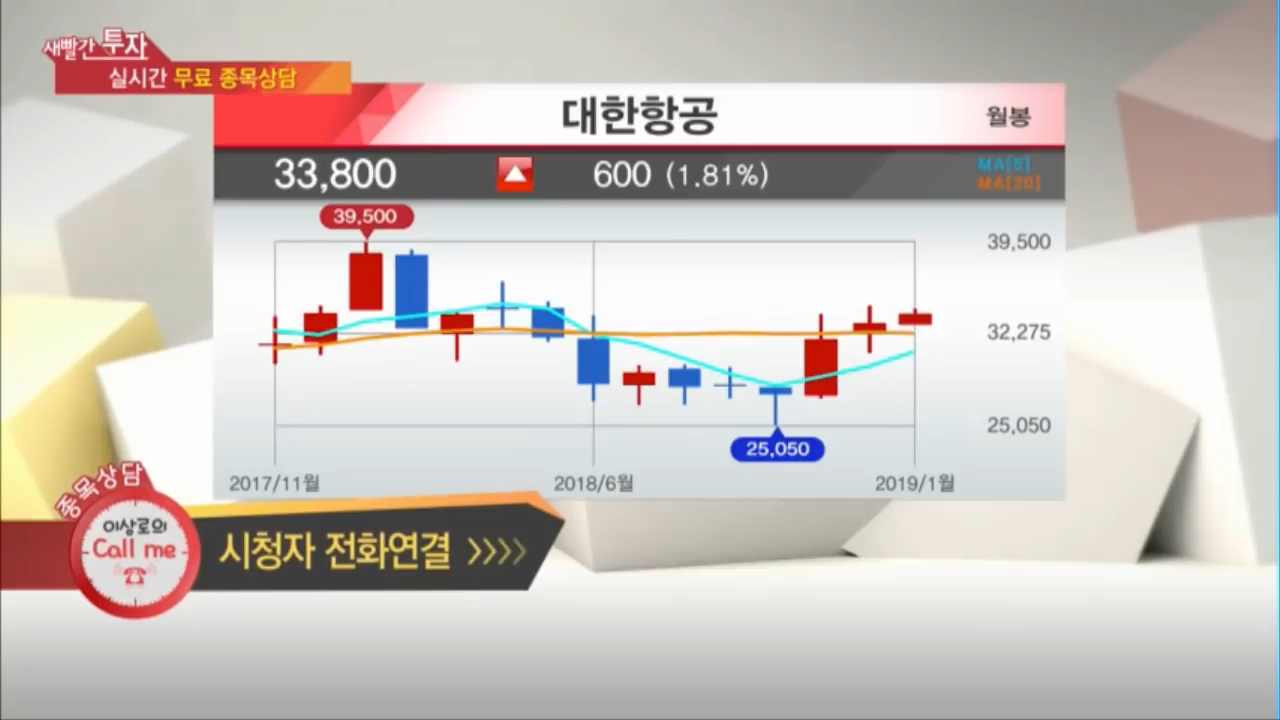 새빨간 투자
실시간 무료 종목상담
대한항공
월봉
33,800 600 (1.81%)
MA[5]
MA[20]
39,500
39,500
32,275
25,050
25,050
2017/11월 2018/6월 2019/1월
종목상담
이상로의
Call me
시청자 전화연결